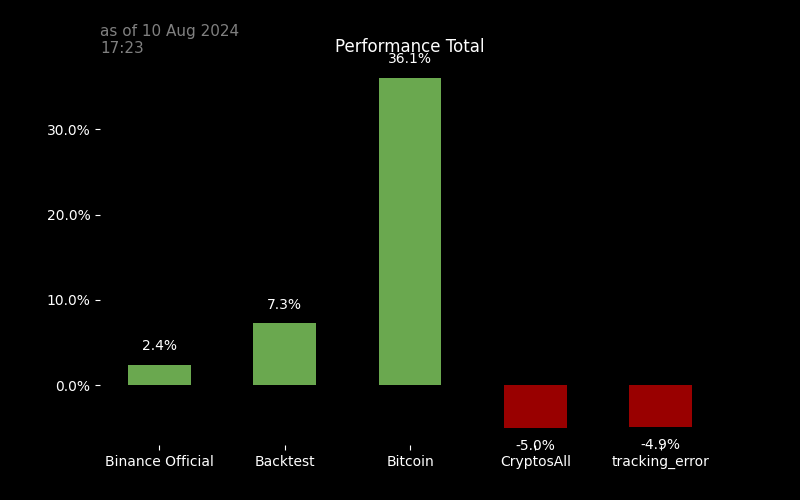 as of 10 Aug 2024
17:23
Performance Total
36.1%
30.0%
20.0%
10.0%
7.3%
2.4%
0.0%
-5.0%
-4.9%
Binance Official
Backtest
Bitcoin
CryptosAll
tracking_error